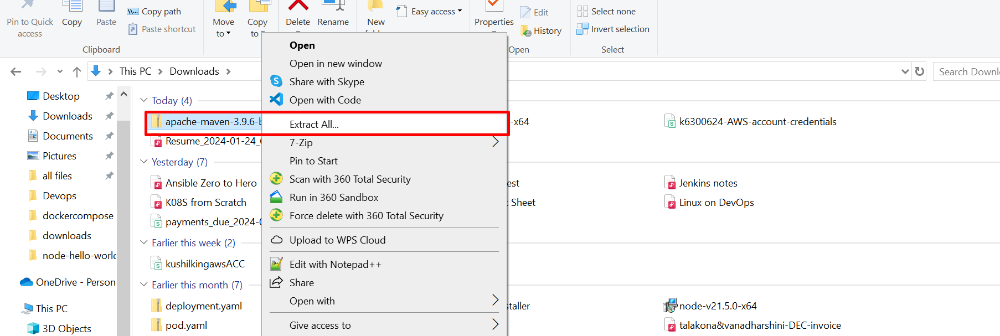 Pin to Quick access
Copy
Paste
Copy path
Paste shortcut
Clipboard
Move to
Copy to
Delete
Rename
New
Easy access
Properties
Edit
History
Open
Select none
Invert selection
Select
This PC > Downloads >
Search Downl
Desktop
Downloads
Documents
Pictures
all files
Devops
dockercompose
downloads
node-hello-worl
OneDrive - Person
This PC
3D Objects
Today (4)
apache-maven-3.9.6-b
-x64
k6300624-AWS-account-credentials
Resume_2024-01-24_
Yesterday (7)
Ansible Zero to Hero
est
Jenkins notes
K08S from Scratch
t Sheet
Linux on DevOps
payments_due_2024-0
Earlier this week (2)
kushilkingawsACC
Earlier this month (7)
deployment.yaml
staller
node-v21.5.0-x64
pod.yaml
talakona&vanadharshini-DEC-invoice
Open
Open in new window
Share with Skype
Open with Code
Extract All...
7-Zip
Pin to Start
Scan with 360 Total Security
Run in 360 Sandbox
Force delete with 360 Total Security
Upload to WPS Cloud
Edit with Notepad++
Share
Open with
Give access to